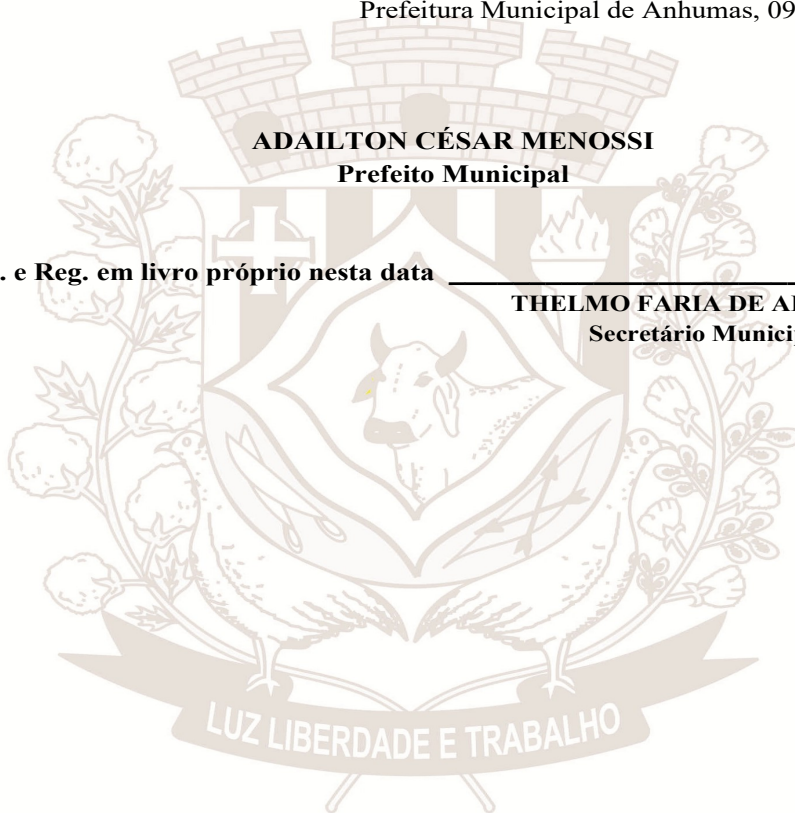 Prefeitura Municipal de Anhumas, 09
ADAILTON CÉSAR MENOSSI
Prefeito Municipal
. e Reg. em livro próprio nesta data
THELMO FARIA DE
Secretário
LUZ LIBERDADE E TRABALHO